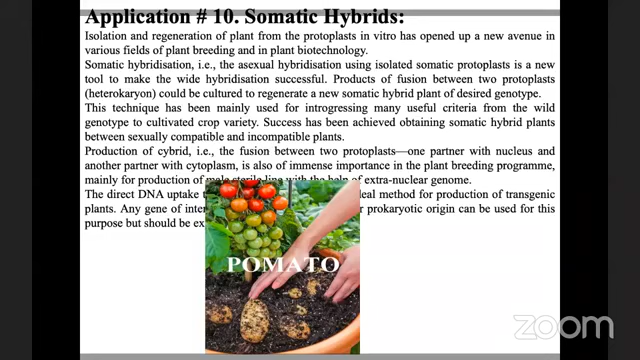 Application # 10. Somatic Hybrids:
Isolation and regeneration of plant from the protoplasts in vitro has opened up a new avenue in
various fields of plant breeding and in plant biotechnology.
Somatic hybridisation, i.e., the asexual hybridisation using isolated somatic protoplasts is a new
tool to make the wide hybridisation successful. Products of fusion between two protoplasts
(heterokaryon) could be cultured to regenerate a new somatic hybrid plant of desired genotype.
This technique has been mainly used for introgressing many useful criteria from the wild
genotype to cultivated crop variety. Success has been achieved obtaining somatic hybrid plants
between sexually compatible and incompatible plants.
Production of cybrid, i.e., the fusion between two protoplasts—one partner with nucleus and
another partner with cytoplasm, is also of immense importance in the plant breeding programme,
mainly for production of male sterile line with the help of extra-nuclear genome.
The direct DNA uptake method for production of transgenic
plants. Any gene of prokaryotic origin can be used for this
purpose but should be
POMATO
zoom